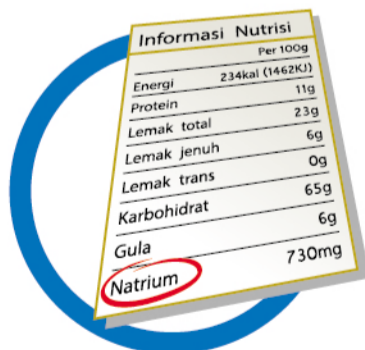 Informasi Nutrisi
Per 100g
Energi 234kal (1462KJ)
Protein 11g
Lemak total 23g
Lemak jenuh 6g
Lemak trans 0g
Karbohidrat 65g
Gula 6g
Natrium 730mg